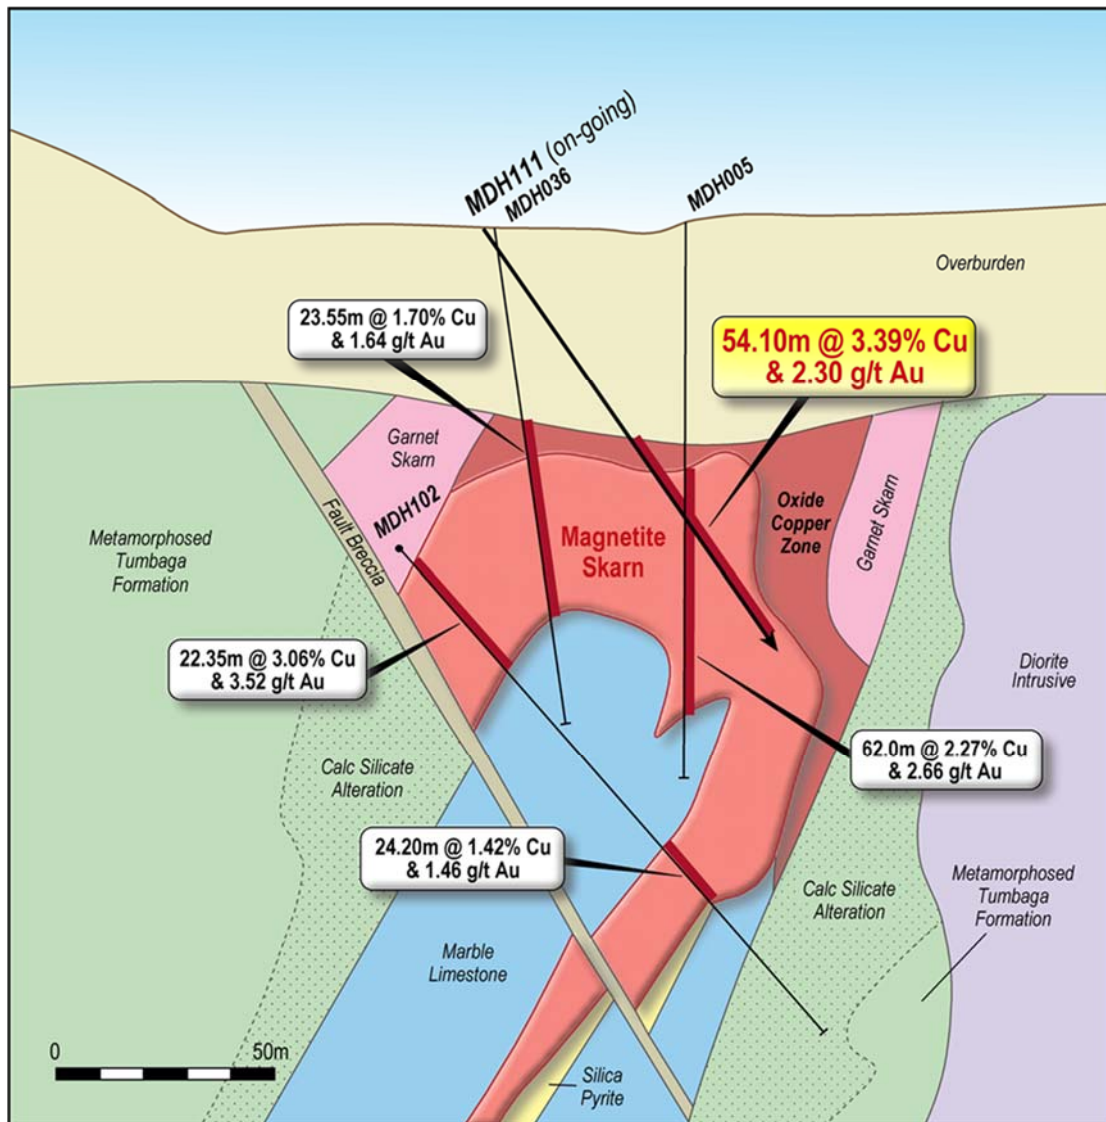 MDH111 (on-going)
MDH036
MDH005
Overburden
23.55m @ 1.70% Cu
& 1.64 g/t Au
54.10m @ 3.39% Cu
& 2.30 g/t Au
Garnet
Skarn
MDH102
Fault Breccia
Magnetite
Skarn
Oxide
Copper
Zone
Garnet Skarn
Metamorphosed
Tumbaga
Formation
22.35m @ 3.06% Cu
& 3.52 g/t Au
Diorite
Intrusive
62.0m @ 2.27% Cu
& 2.66 g/t Au
Calc Silicate
Alteration
24.20m @ 1.42% Cu
& 1.46 g/t Au
Calc Silicate
Alteration
Metamorphosed
Tumbaga
Formation
Marble
Limestone
0
50m
Silica
Pyrite